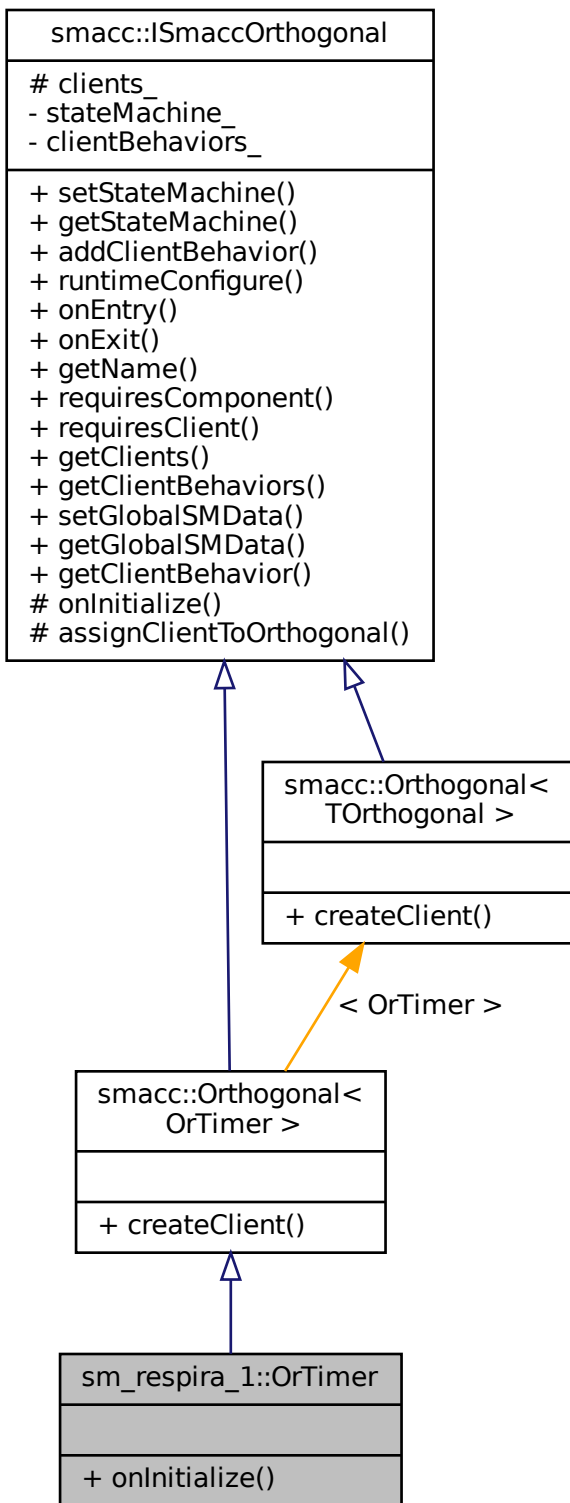 smacc::ISmaccOrthogonal
# clients_
- stateMachine_
- clientBehaviors_
+ setStateMachine()
+ getStateMachine()
+ addClientBehavior()
+ runtimeConfigure()
+ onEntry()
+ onExit()
+ getName()
+ requiresComponent()
+ requiresClient()
+ getClients()
+ getClientBehaviors()
+ setGlobalSMData()
+ getGlobalSMData()
+ getClientBehavior()
# onInitialize()
# assignClientToOrthogonal()
smacc::Orthogonal<
TOrthogonal >
+ createClient()
< OrTimer >
smacc::Orthogonal<
OrTimer >
+ createClient()
sm_respira_1::OrTimer
+ onInitialize()